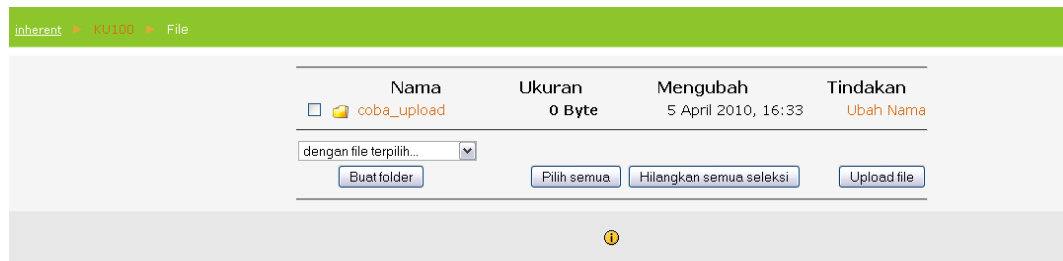 inherent ► KU100 ► File
Nama Ukuran Mengubah Tindakan
coba_upload 0 Byte 5 April 2010, 16:33 Ubah Nama
dengan file terpilih...
Buat folder Pilih semua Hilangkan semua seleksi Upload file